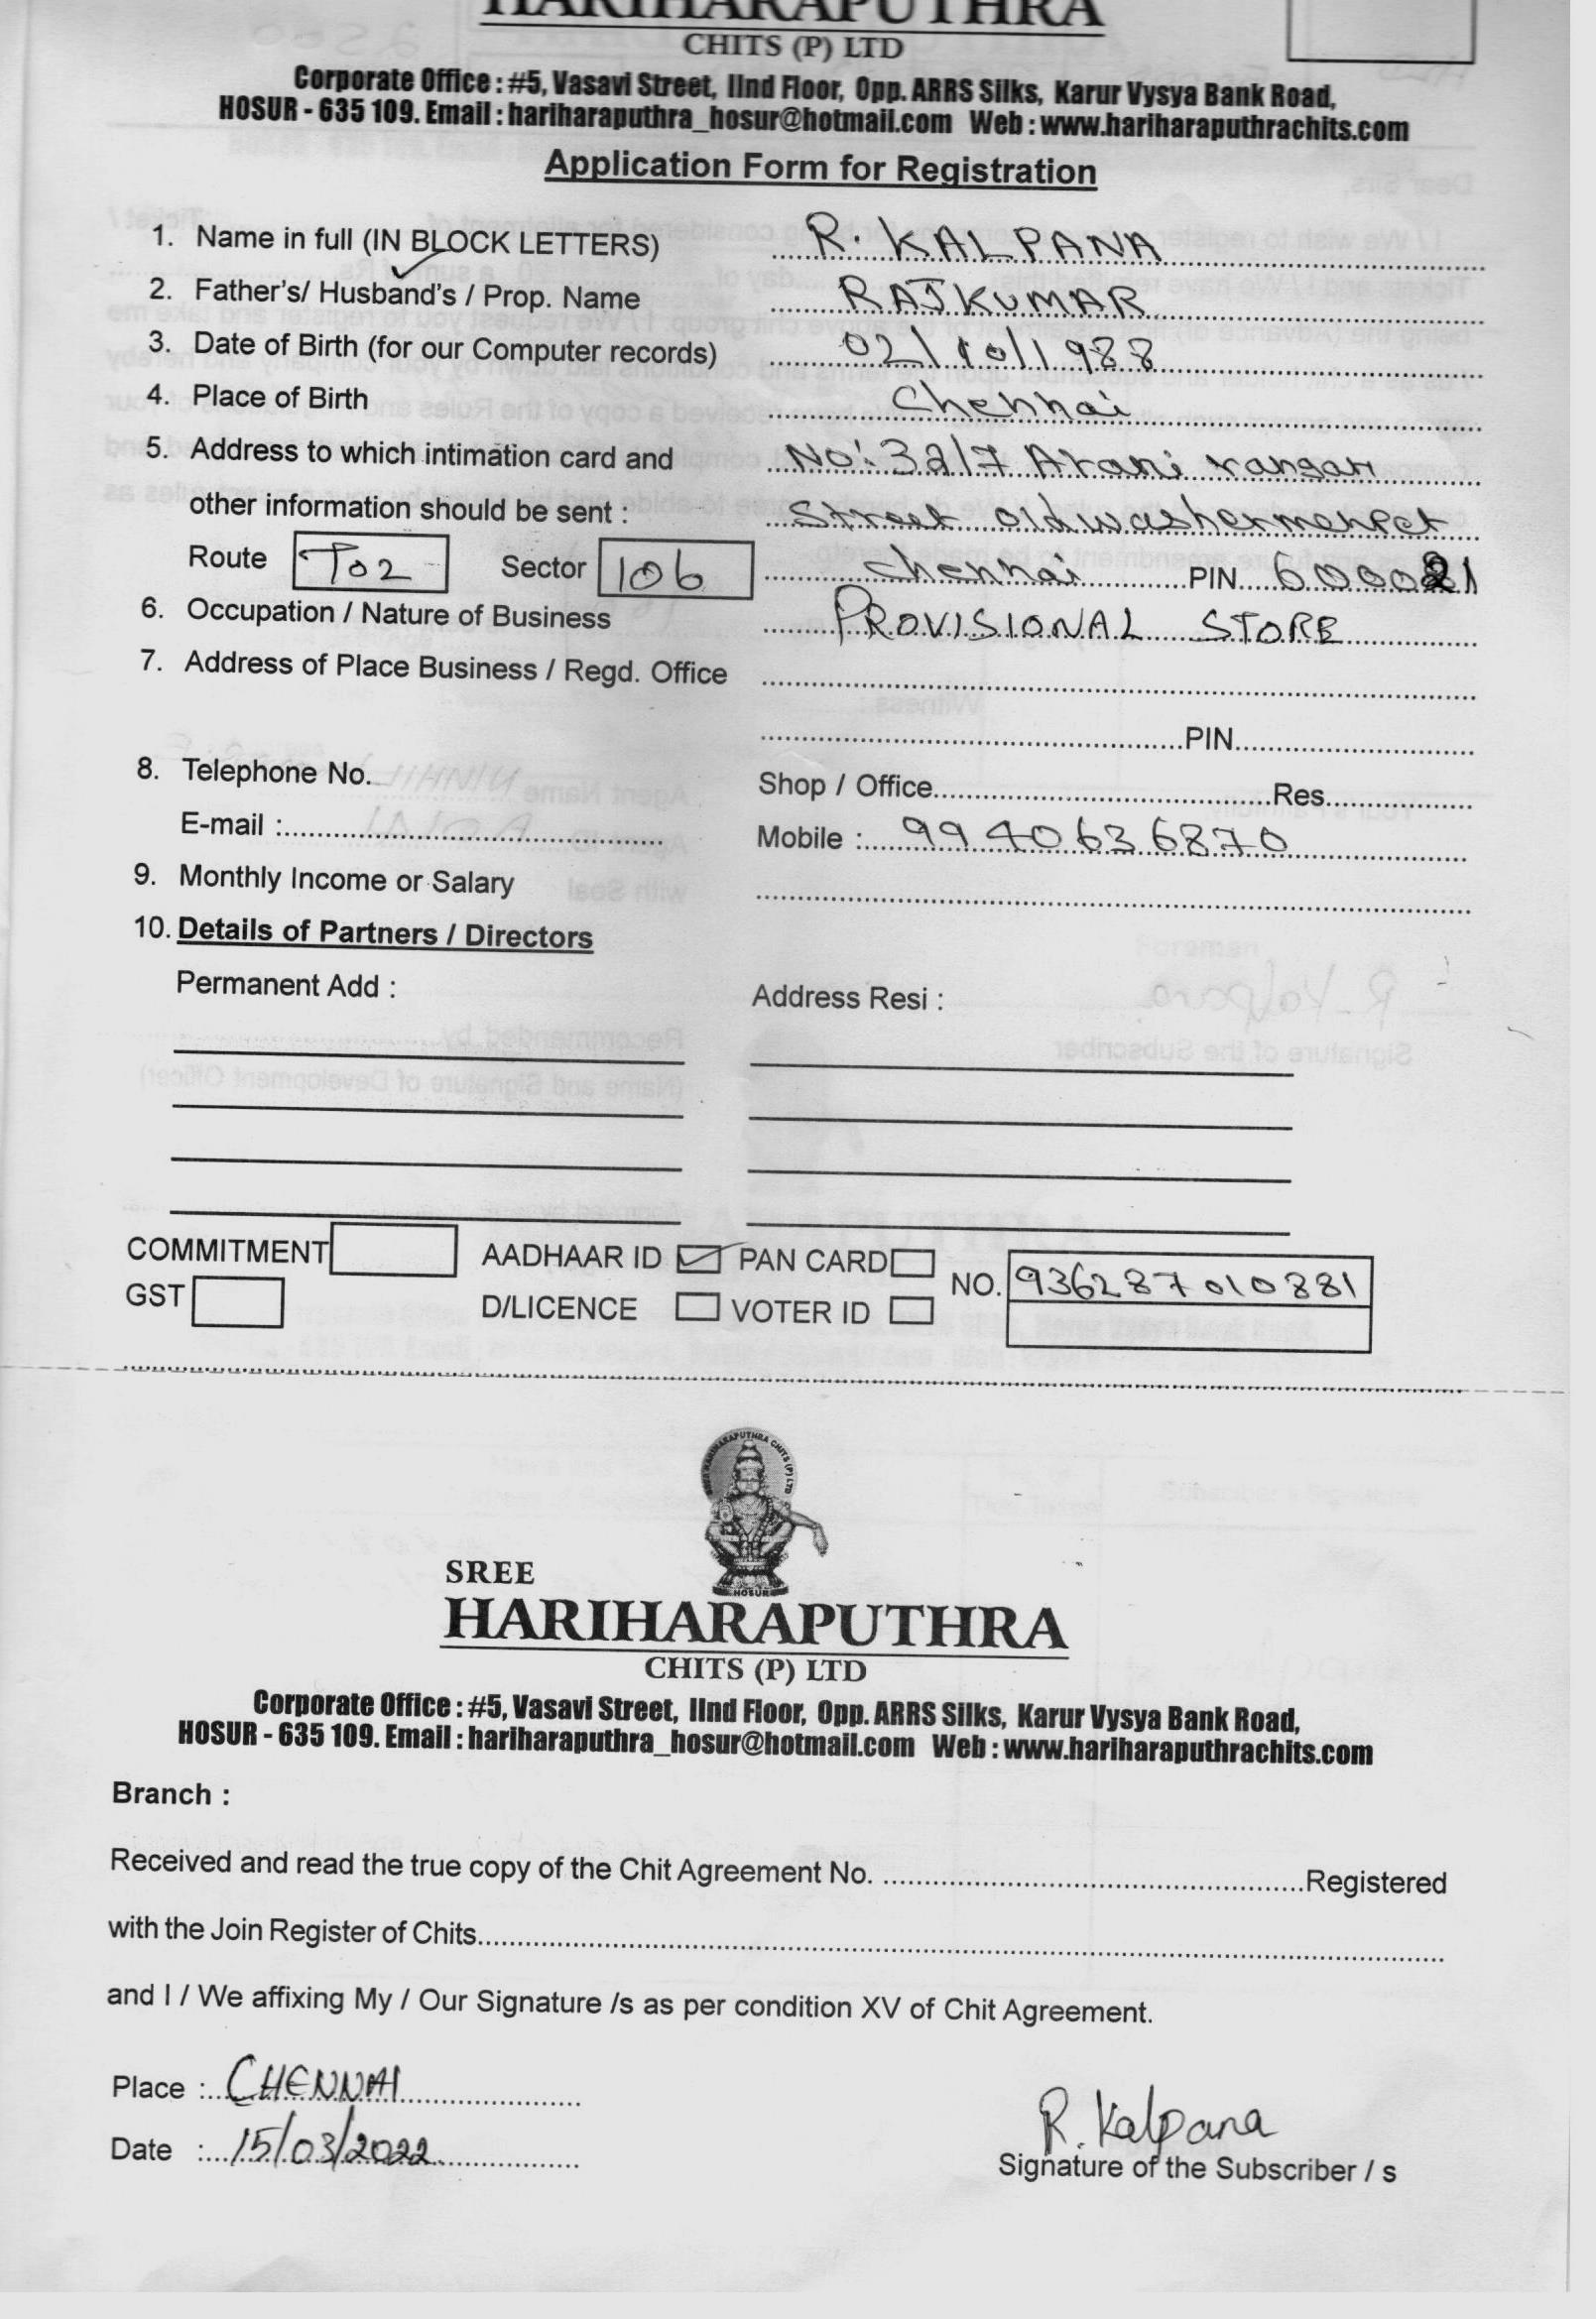 HARIHARAPUTHRA
CHITS (P) LTD
Corporate Office : #5, Vasavi Street, IInd Floor, Opp. ARRS Silks, Karur Vysya Bank Road,
HOSUR - 635 109. Email : hariharaputhra_hosur@hotmail.com Web : www.hariharaputhrachits.com
Application Form for Registration
1. Name in full (IN BLOCK LETTERS) R. KALPANA
2. Father's/ Husband's / Prop. Name RAJKUMAR
3. Date of Birth (for our Computer records) 02/10/1988
4. Place of Birth Chennai
5. Address to which intimation card and No: 32/7 Arani rangan
other information should be sent : Street oldwashermenpet
Route T02 Sector 106 Chennai PIN 600021
6. Occupation / Nature of Business PROVISIONAL STORE
7. Address of Place Business / Regd. Office
PIN
8. Telephone No. Shop / Office Res
E-mail : Mobile : 9940636870
9. Monthly Income or Salary
10. Details of Partners / Directors
Permanent Add : Address Resi :
COMMITMENT AADHAAR ID PAN CARD NO. 936287010881
GST D/LICENCE VOTER ID
SREE HARIHARAPUTHRA CHITS (P) LTD
HOSUR
SREE
HARIHARAPUTHRA
CHITS (P) LTD
Corporate Office : #5, Vasavi Street, IInd Floor, Opp. ARRS Silks, Karur Vysya Bank Road,
HOSUR - 635 109. Email : hariharaputhra_hosur@hotmail.com Web : www.hariharaputhrachits.com
Branch :
Received and read the true copy of the Chit Agreement No. Registered
with the Join Register of Chits
and I / We affixing My / Our Signature /s as per condition XV of Chit Agreement.
Place : CHENNAI
Date : 15/03/2022
R. Kalpana
Signature of the Subscriber / s